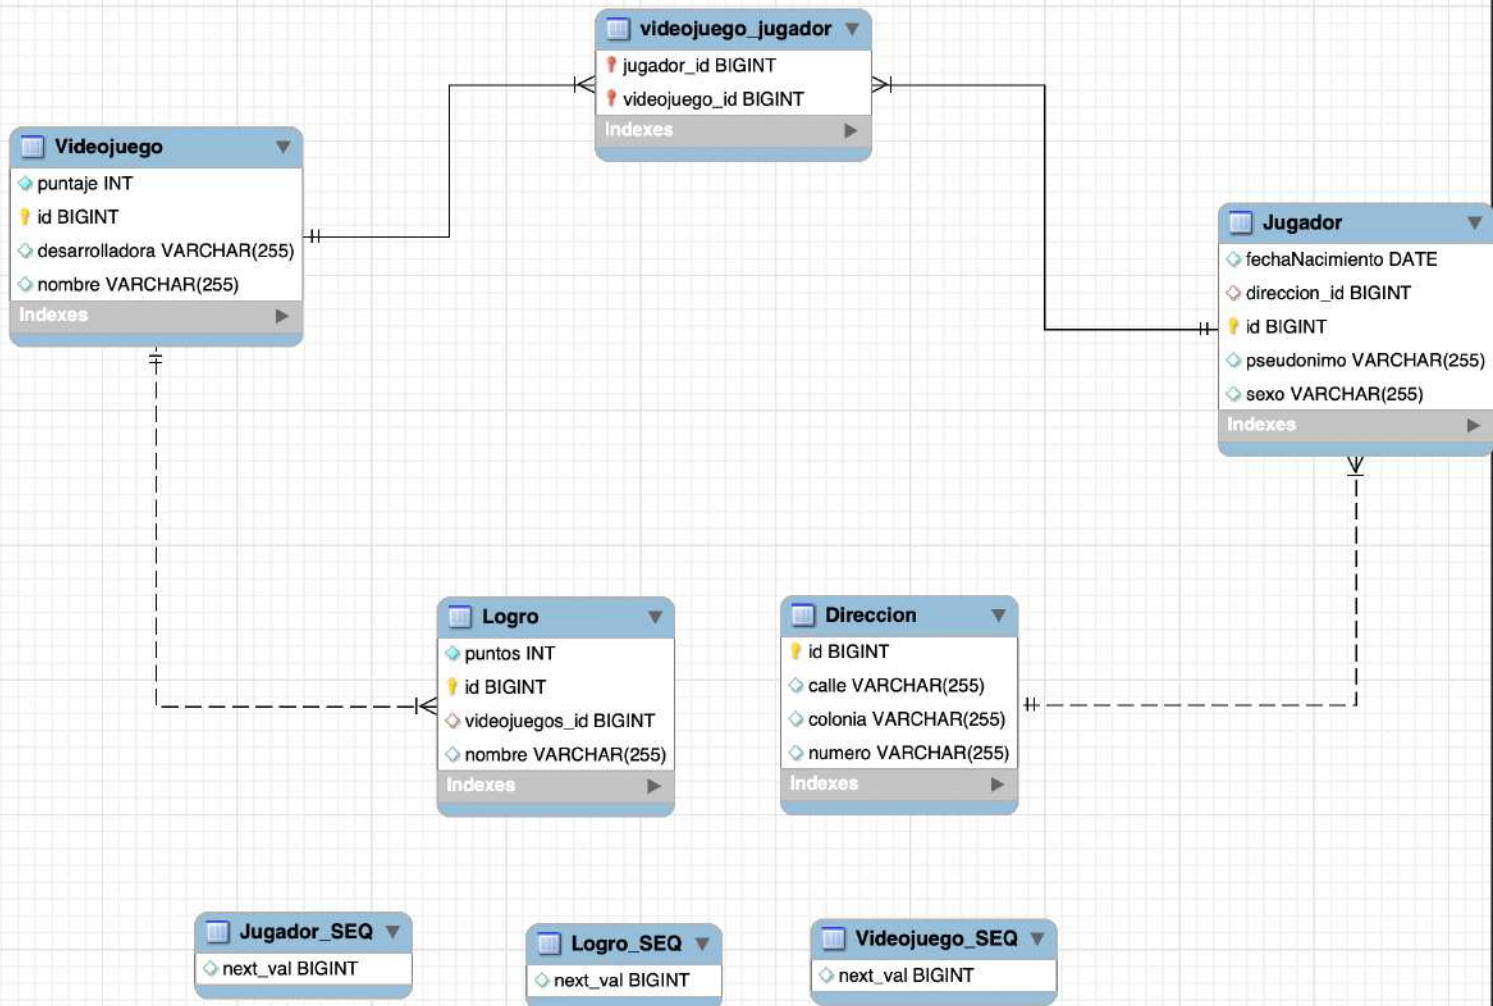 videojuego_jugador
jugador_id BIGINT
videojuego_id BIGINT
Indexes
Videojuego
puntaje INT
id BIGINT
desarrolladora VARCHAR(255)
nombre VARCHAR(255)
Indexes
Jugador
fechaNacimiento DATE
direccion_id BIGINT
id BIGINT
pseudonimo VARCHAR(255)
sexo VARCHAR(255)
Indexes
Logro
puntos INT
id BIGINT
videojuegos_id BIGINT
nombre VARCHAR(255)
Indexes
Direccion
id BIGINT
calle VARCHAR(255)
colonia VARCHAR(255)
numero VARCHAR(255)
Indexes
Jugador_SEQ
next_val BIGINT
Logro_SEQ
next_val BIGINT
Videojuego_SEQ
next_val BIGINT